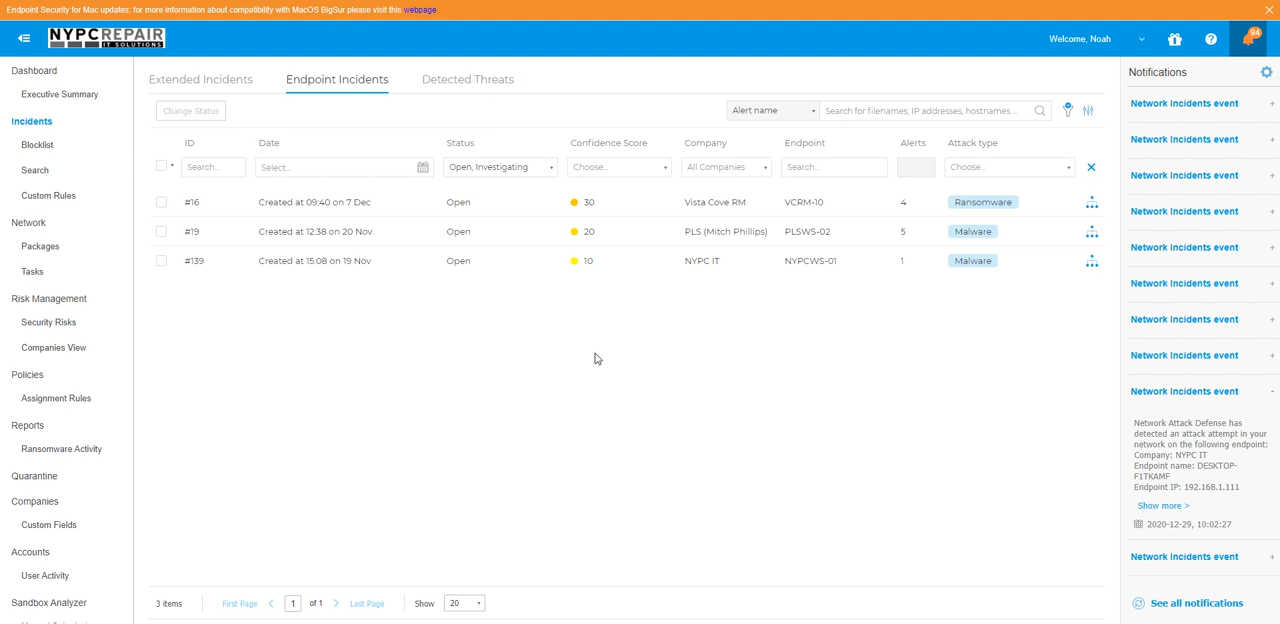 Endpoint Security for Mac updates: for more information about compatibility with MacOS BigSur please visit this webpage
NYPCREPAIR
IT SOLUTIONS
Welcome, Noah
94
Dashboard
Executive Summary
Incidents
Blocklist
Search
Custom Rules
Network
Packages
Tasks
Risk Management
Security Risks
Companies View
Policies
Assignment Rules
Reports
Ransomware Activity
Quarantine
Companies
Custom Fields
Accounts
User Activity
Sandbox Analyzer
Extended Incidents Endpoint Incidents Detected Threats
Change Status
Alert name Search for filenames, IP addresses, hostnames ...
ID Date Status Confidence Score Company Endpoint Alerts Attack type
Search... Select... Open, Investigating Choose... All Companies Search... Choose...
#16 Created at 09:40 on 7 Dec Open 30 Vista Cove RM VCRM-10 4 Ransomware
#19 Created at 12:38 on 20 Nov Open 20 PLS (Mitch Phillips) PLSWS-02 5 Malware
#139 Created at 15:08 on 19 Nov Open 10 NYPC IT NYPCWS-01 1 Malware
3 items First Page 1 of 1 Last Page Show 20
Notifications
Network Incidents event +
Network Incidents event +
Network Incidents event +
Network Incidents event +
Network Incidents event +
Network Incidents event +
Network Incidents event +
Network Incidents event +
Network Incidents event -
Network Attack Defense has
detected an attack attempt in your
network on the following endpoint:
Company: NYPC IT
Endpoint name: DESKTOP-
F1TKAMF
Endpoint IP: 192.168.1.111
Show more >
2020-12-29, 10:02:27
Network Incidents event +
See all notifications